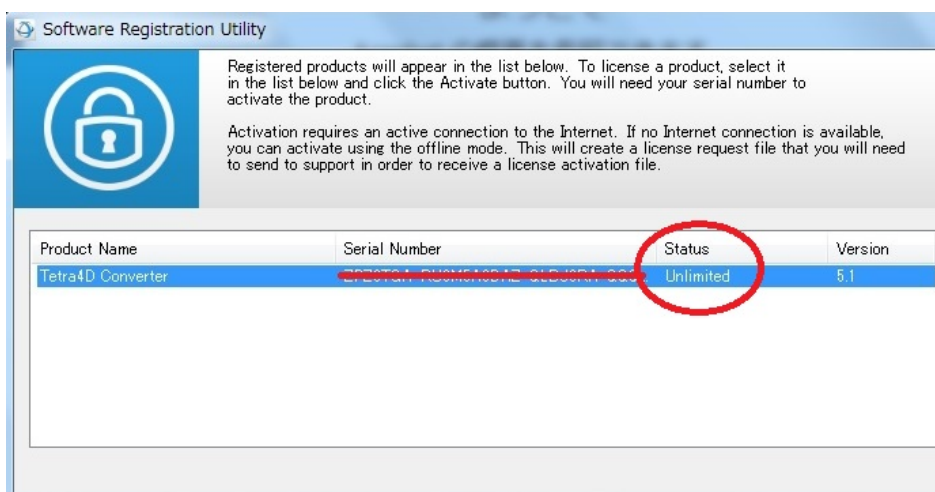 Software Registration Utility
Registered products will appear in the list below. To license a product, select it
in the list below and click the Activate button. You will need your serial number to
activate the product.
Activation requires an active connection to the Internet. If no Internet connection is available,
you can activate using the offline mode. This will create a license request file that you will need
to send to support in order to receive a license activation file.
Product Name Serial Number Status Version
Tetra4D Converter Unlimited 5.1